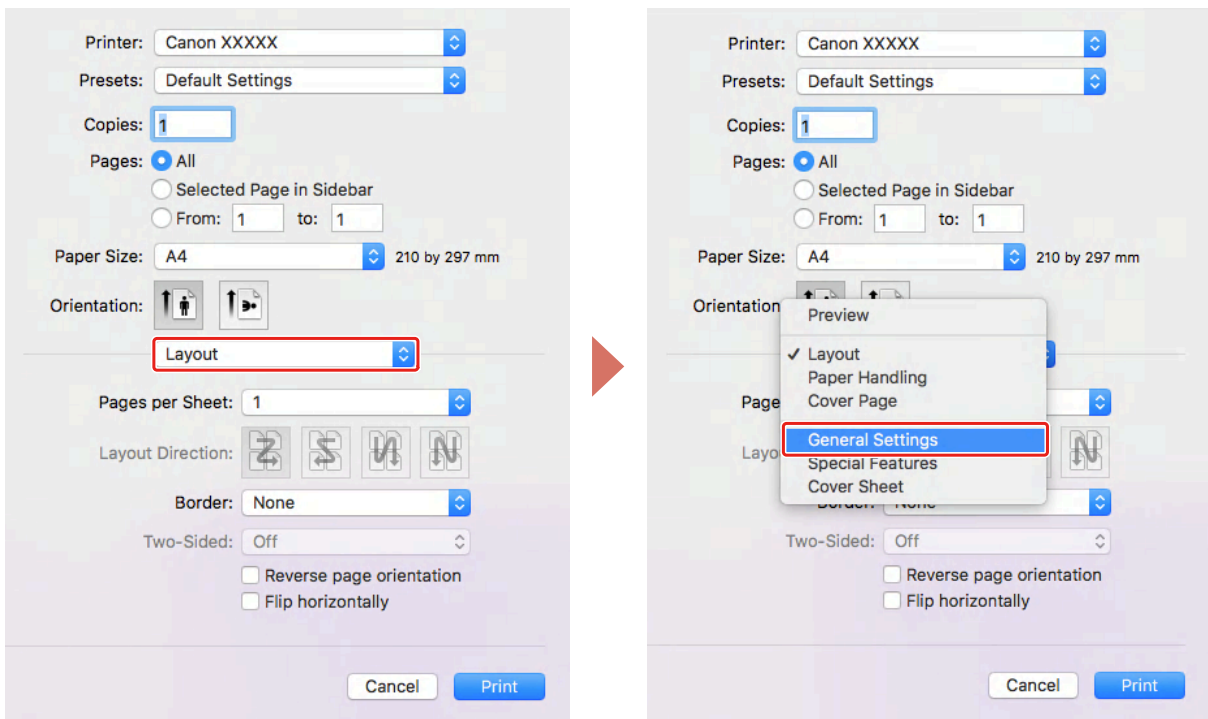 Printer: Canon XXXXX
Presets: Default Settings
Copies: 1
Pages: All
Selected Page in Sidebar
From: 1 to: 1
Paper Size: A4 210 by 297 mm
Orientation:
Layout
Pages per Sheet: 1
Layout Direction:
Border: None
Two-Sided: Off
Reverse page orientation
Flip horizontally
Cancel Print
Printer: Canon XXXXX
Presets: Default Settings
Copies: 1
Pages: All
Selected Page in Sidebar
From: 1 to: 1
Paper Size: A4 210 by 297 mm
Orientation
Preview
✓ Layout
Paper Handling
Page
Cover Page
General Settings
Layo
Special Features
Cover Sheet
Border: None
Two-Sided: Off
Reverse page orientation
Flip horizontally
Cancel Print